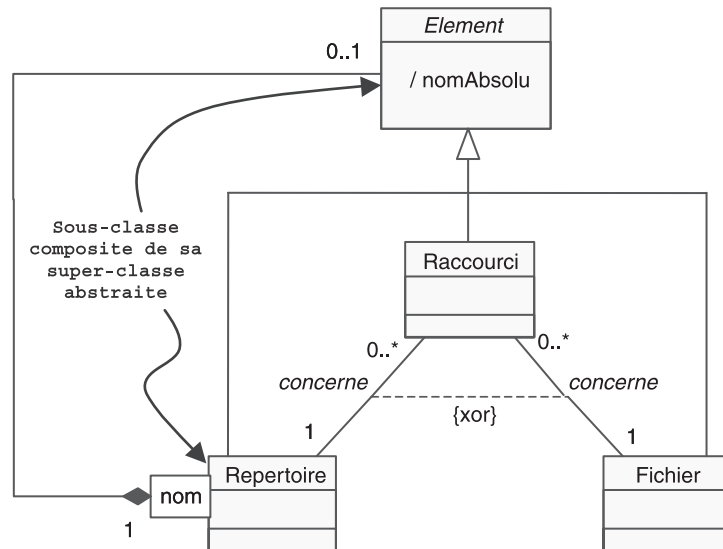 Element
0..1
/ nomAbsolu
Sous-classe
composite de sa
super-classe
abstraite
Raccourci
0..*
0..*
concerne
concerne
{xor}
1
1
Repertoire
Fichier
nom
1